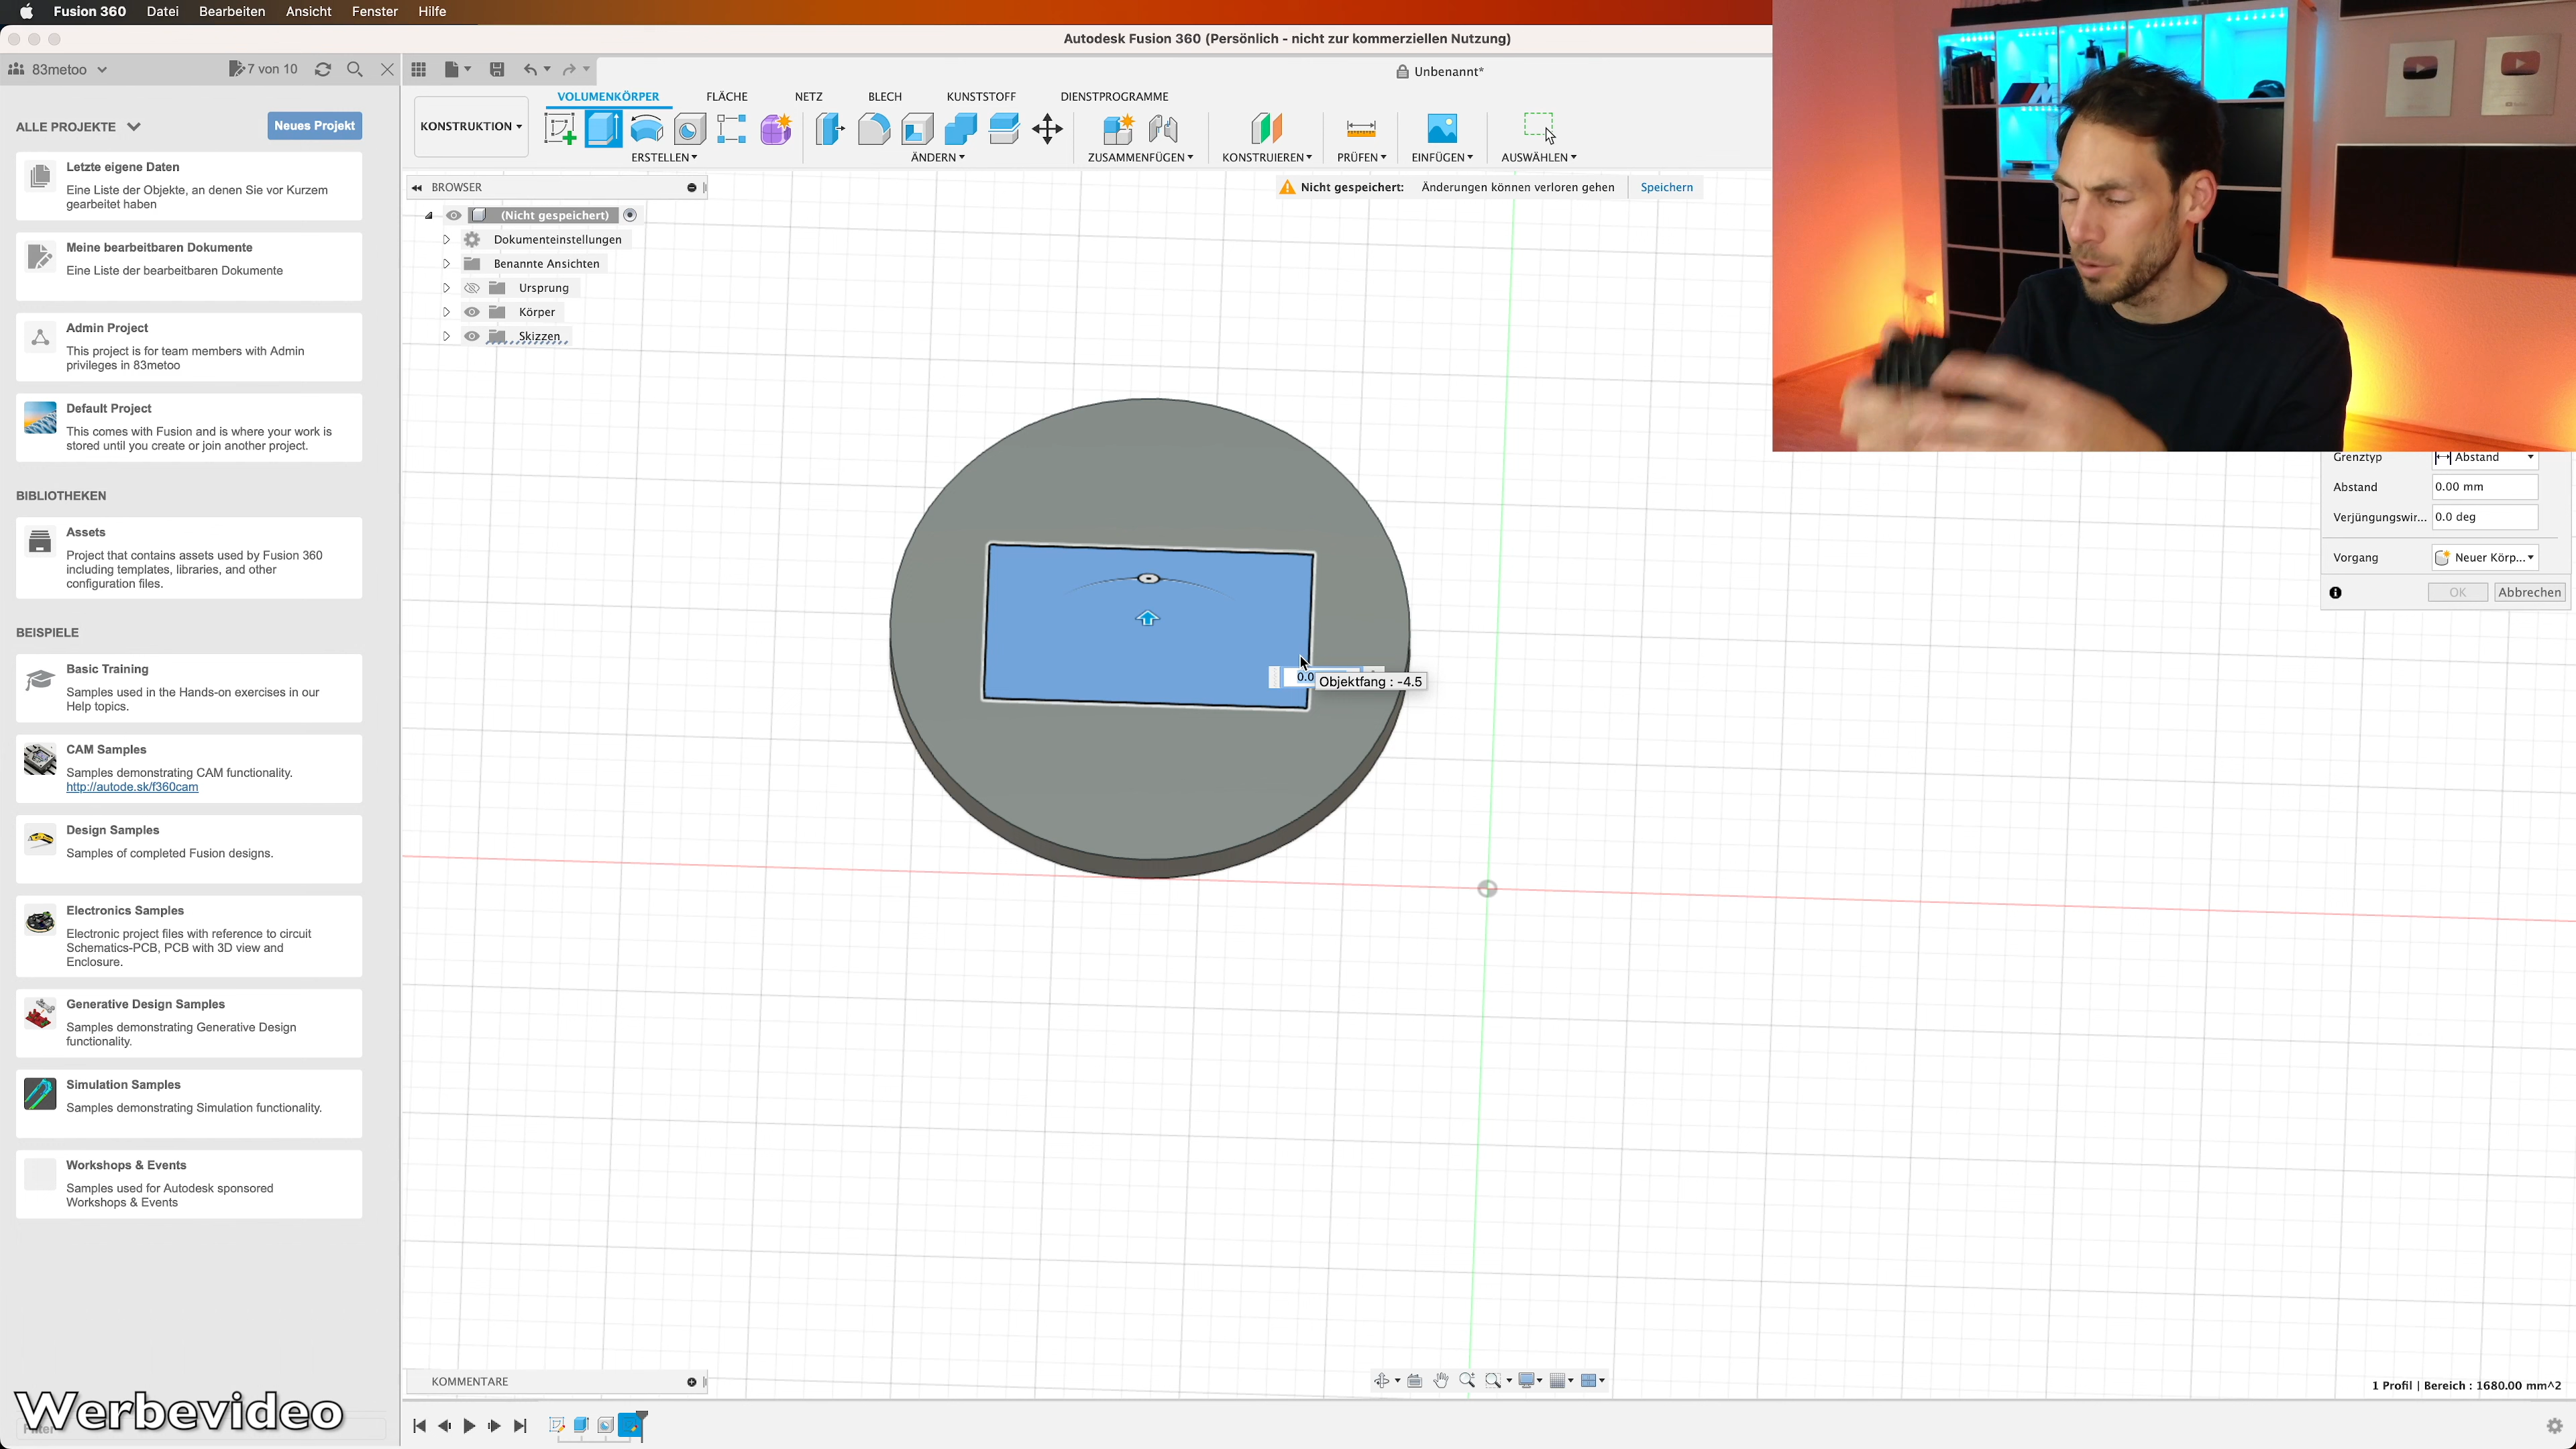 Fusion 360 Datei Bearbeiten Ansicht Fenster Hilfe
Autodesk Fusion 360 (Persönlich - nicht zur kommerziellen Nutzung)
83metoo 7 von 10
Unbenannt*
VOLUMENKÖRPER FLÄCHE NETZ BLECH KUNSTSTOFF DIENSTPROGRAMME
KONSTRUKTION
ERSTELLEN ÄNDERN ZUSAMMENFÜGEN KONSTRUIEREN PRÜFEN EINFÜGEN AUSWÄHLEN
ALLE PROJEKTE Neues Projekt
Letzte eigene Daten
Eine Liste der Objekte, an denen Sie vor Kurzem
gearbeitet haben
Meine bearbeitbaren Dokumente
Eine Liste der bearbeitbaren Dokumente
Admin Project
This project is for team members with Admin
privileges in 83metoo
Default Project
This comes with Fusion and is where your work is
stored until you create or join another project.
BIBLIOTHEKEN
Assets
Project that contains assets used by Fusion 360
including templates, libraries, and other
configuration files.
BEISPIELE
Basic Training
Samples used in the Hands-on exercises in our
Help topics.
CAM Samples
Samples demonstrating CAM functionality.
http://autode.sk/f360cam
Design Samples
Samples of completed Fusion designs.
Electronics Samples
Electronic project files with reference to circuit
Schematics-PCB, PCB with 3D view and
Enclosure.
Generative Design Samples
Samples demonstrating Generative Design
functionality.
Simulation Samples
Samples demonstrating Simulation functionality.
Workshops & Events
Samples used for Autodesk sponsored
Workshops & Events
Werbevideo
Filter
BROWSER
(Nicht gespeichert)
Dokumenteinstellungen
Benannte Ansichten
Ursprung
Körper
Skizzen
Nicht gespeichert: Änderungen können verloren gehen Speichern
0.0 Objektfang : -4.5
Grenztyp Abstand
Abstand 0.00 mm
Verjüngungswir... 0.0 deg
Vorgang Neuer Körp...
OK Abbrechen
KOMMENTARE
1 Profil | Bereich : 1680.00 mm^2